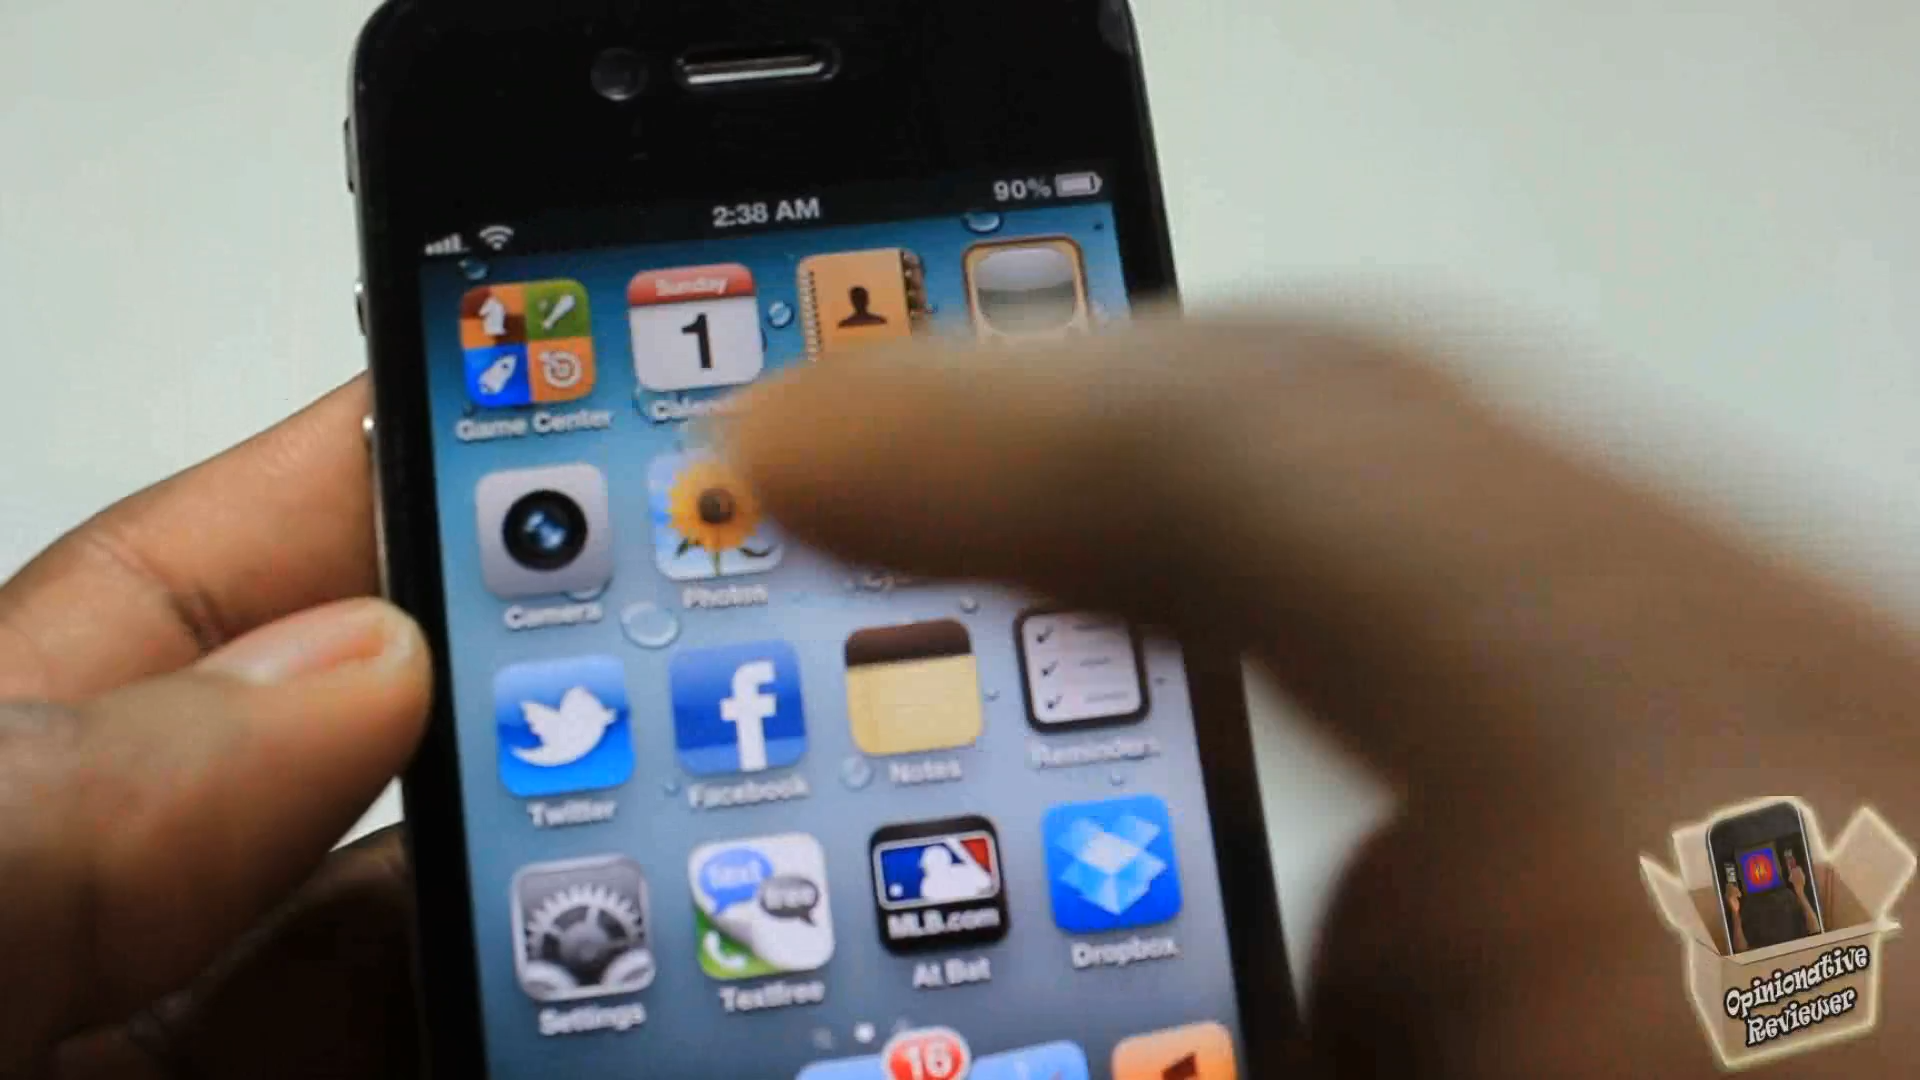 2:38 AM
90%
Sunday
1
Game Center
Camera
Photos
f
Twitter
Facebook
Notes
Reminders
text
free
MLB.com
Settings
Textfree
At Bat
Dropbox
16
Opinionative
Reviewer